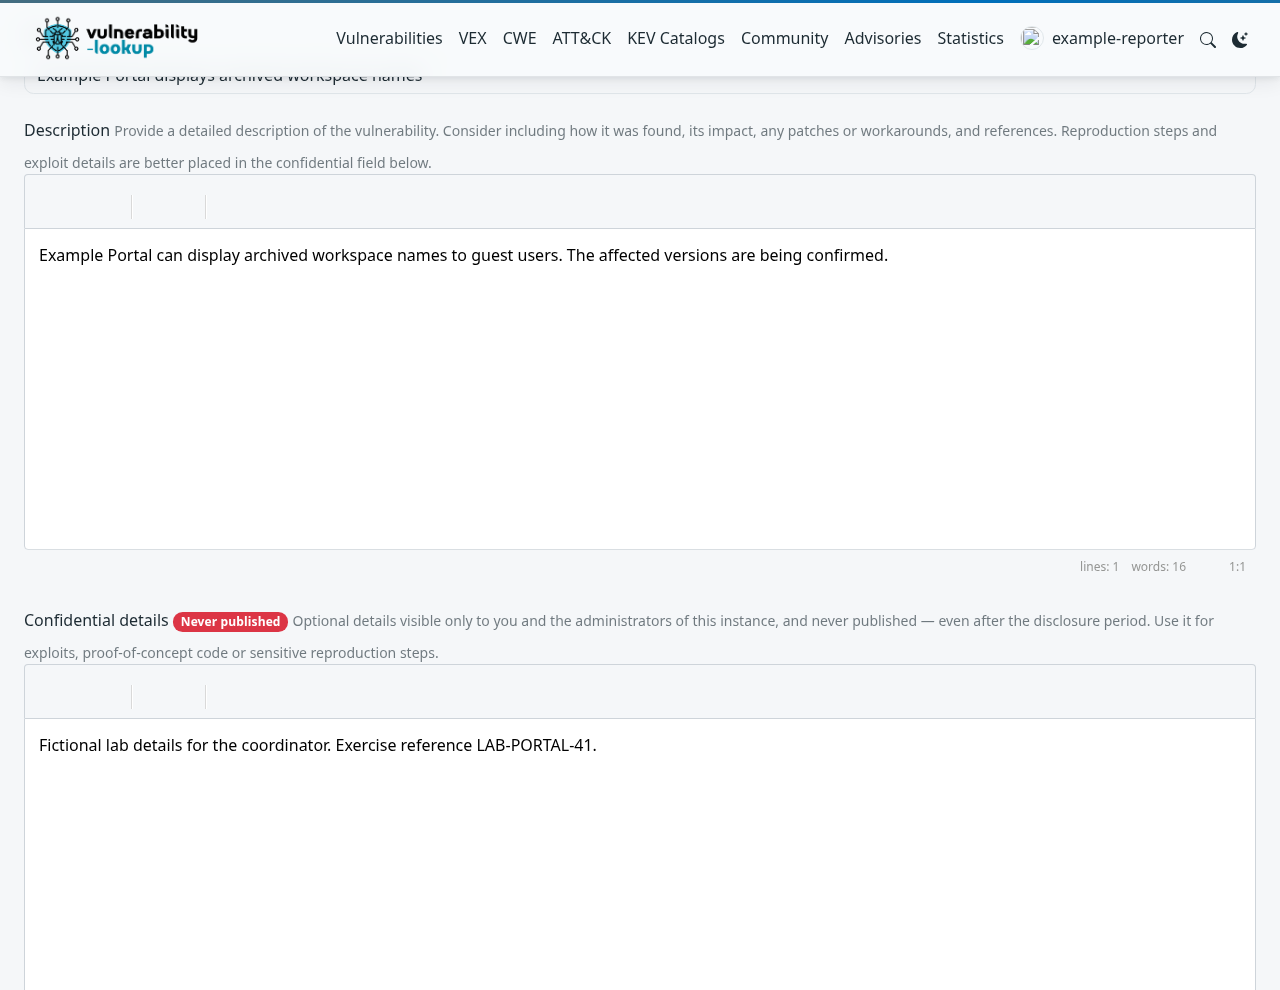 vulnerability
-lookup
Vulnerabilities VEX CWE ATT&CK KEV Catalogs Community Advisories Statistics example-reporter
Example Portal displays archived workspace names
Description Provide a detailed description of the vulnerability. Consider including how it was found, its impact, any patches or workarounds, and references. Reproduction steps and
exploit details are better placed in the confidential field below.
Example Portal can display archived workspace names to guest users. The affected versions are being confirmed.
lines: 1 words: 16 1:1
Confidential details Never published Optional details visible only to you and the administrators of this instance, and never published — even after the disclosure period. Use it for
exploits, proof-of-concept code or sensitive reproduction steps.
Fictional lab details for the coordinator. Exercise reference LAB-PORTAL-41.